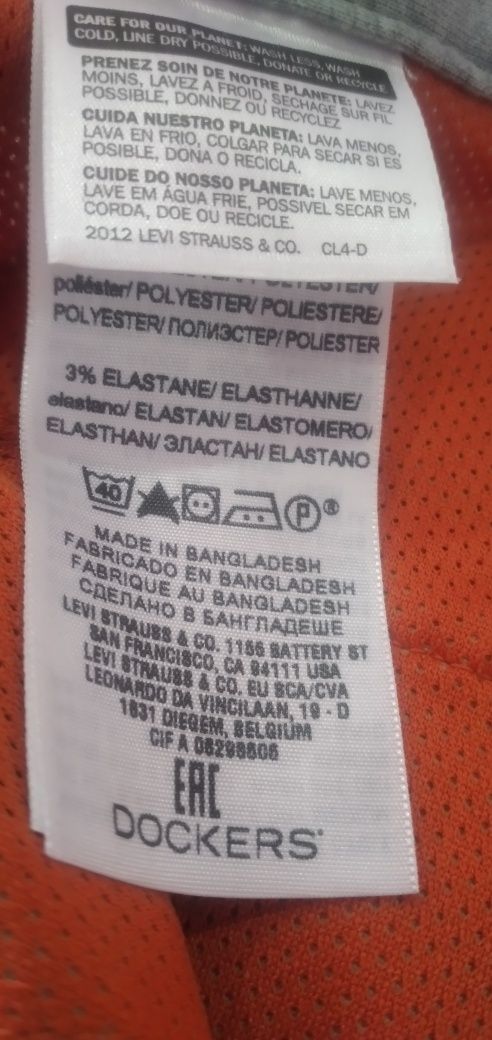 CARE FOR OUR PLANET: WASH LESS, WASH
COLD, LINE DRY POSSIBLE, DONATE OR RECYCLE
PRENEZ SOIN DE NOTRE PLANETE: LAVEZ
MOINS, LAVEZ A FROID, SECHAGE SUR FIL
POSSIBLE, DONNEZ OU RECYCLEZ
CUIDA NUESTRO PLANETA: LAVA MENOS,
LAVA EN FRIO, COLGAR PARA SECAR SI ES
POSIBLE, DONA O RECICLA.
CUIDE DO NOSSO PLANETA: LAVE MENOS,
LAVE EM ÁGUA FRIE, POSSIVEL SECAR EM
CORDA, DOE OU RECICLE.
2012 LEVI STRAUSS & CO. CL4-D
POLYESTER/
poliéster/ POLYESTER/ POLIESTERE/
POLYESTER/ ПОЛИЭСТЕР/ POLIESTER
3% ELASTANE/ ELASTHANNE/
elastano/ ELASTAN/ ELASTOMERO/
ELASTHAN/ ЭЛАСТАН/ ELASTANO
40 P ®
MADE IN BANGLADESH
FABRICADO EN BANGLADESH
FABRIQUE AU BANGLADESH
СДЕЛАНО В БАНГЛАДЕШЕ
LEVI STRAUSS & CO. 1155 BATTERY ST
SAN FRANCISCO, CA 94111 USA
LEVI STRAUSS & CO. EU SCA/CVA
LEONARDO DA VINCILAAN, 19 - D
1831 DIEGEM, BELGIUM
CIF A 08298806
EAC
DOCKERS®